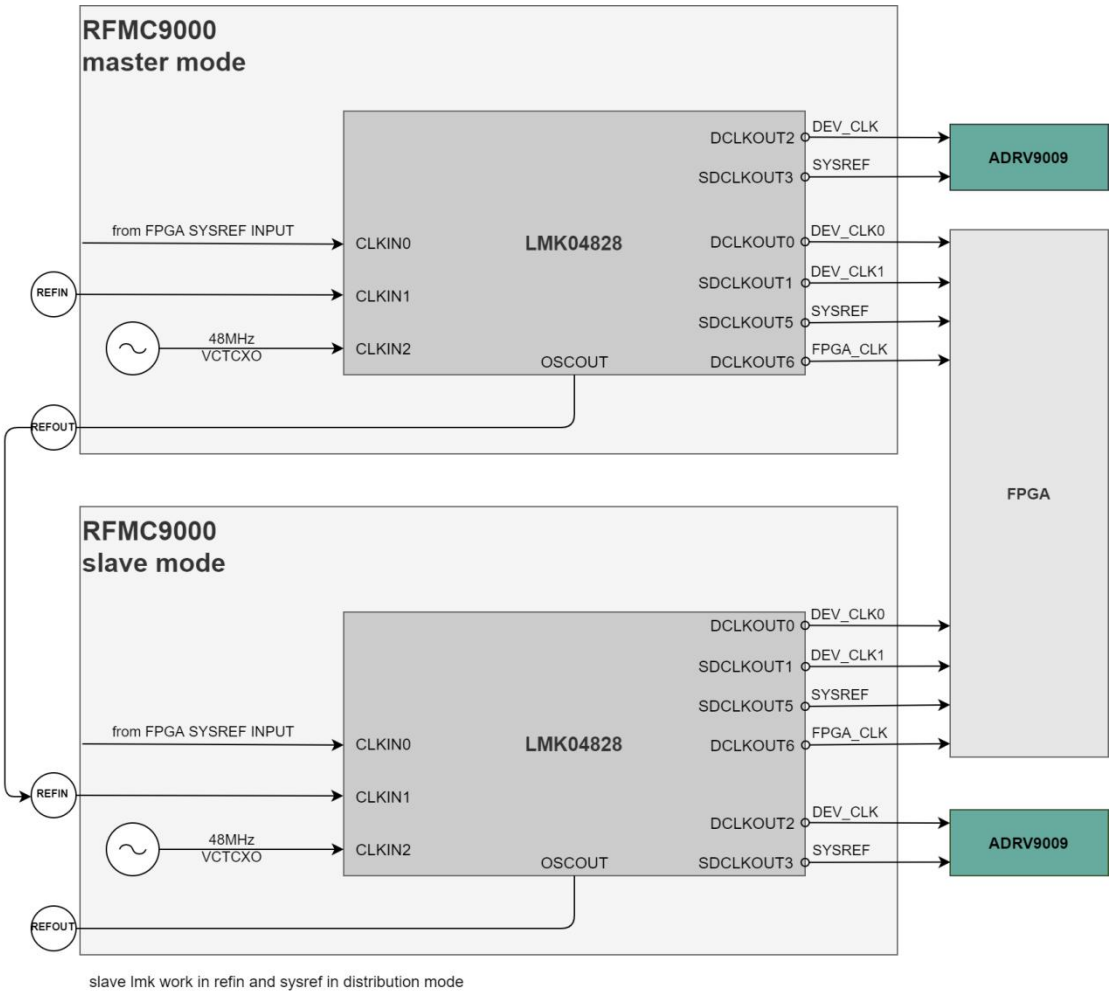 RFMC9000
master mode
DCLKOUT2
DEV_CLK
SDCLKOUT3
SYSREF
ADRV9009
from FPGA SYSREF INPUT
CLKIN0
LMK04828
DCLKOUT0
DEV_CLK0
REFIN
CLKIN1
SDCLKOUT1
DEV_CLK1
SDCLKOUT5
SYSREF
48MHz
VCTCXO
CLKIN2
OSCOUT
DCLKOUT6
FPGA_CLK
REFOUT
FPGA
RFMC9000
slave mode
DCLKOUT0
DEV_CLK0
SDCLKOUT1
DEV_CLK1
SDCLKOUT5
SYSREF
from FPGA SYSREF INPUT
CLKIN0
LMK04828
DCLKOUT6
FPGA_CLK
REFIN
CLKIN1
48MHz
VCTCXO
CLKIN2
OSCOUT
DCLKOUT2
DEV_CLK
SDCLKOUT3
SYSREF
ADRV9009
REFOUT
slave lmk work in refin and sysref in distribution mode